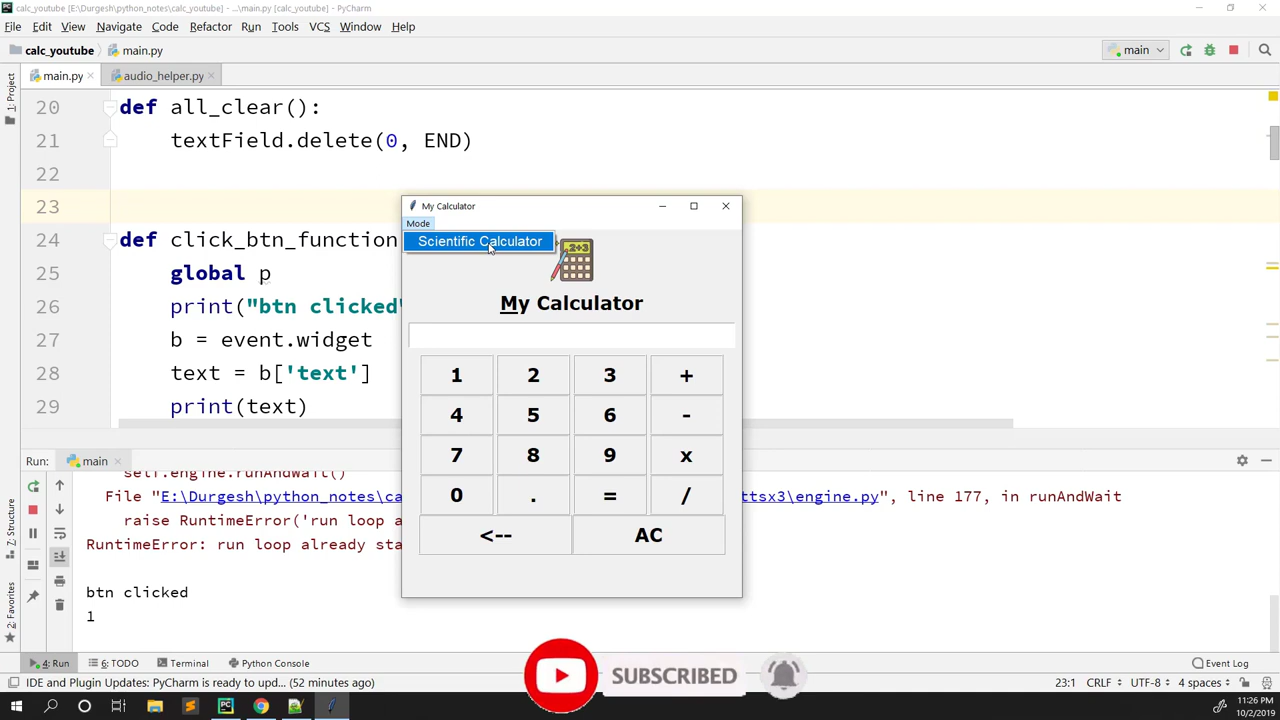 calc_youtube [E:\Durgesh\python_notes\calc_youtube] - ...\main.py [calc_youtube] - PyCharm
File Edit View Navigate Code Refactor Run Tools VCS Window Help
calc_youtube main.py main
main.py audio_helper.py
1: Project
20 def all_clear():
21 textField.delete(0, END)
22
23
24 def click_btn_function
25 global p
26 print("btn clicked"
27 b = event.widget
28 text = b['text']
29 print(text)
My Calculator
Mode
Scientific Calculator
2+3
My Calculator
1 2 3 +
4 5 6 -
7 8 9 x
0 . = /
<-- AC
Run: main
self.engine.runAndWait()
File "E:\Durgesh\python_notes\ca ttsx3\engine.py", line 177, in runAndWait
raise RuntimeError('run loop a
RuntimeError: run loop already sta
btn clicked
1
Z: Structure
2: Favorites
SUBSCRIBED
4: Run 6: TODO Terminal Python Console Event Log
IDE and Plugin Updates: PyCharm is ready to upd... (52 minutes ago) 23:1 CRLF UTF-8 4 spaces
11:26 PM
10/2/2019